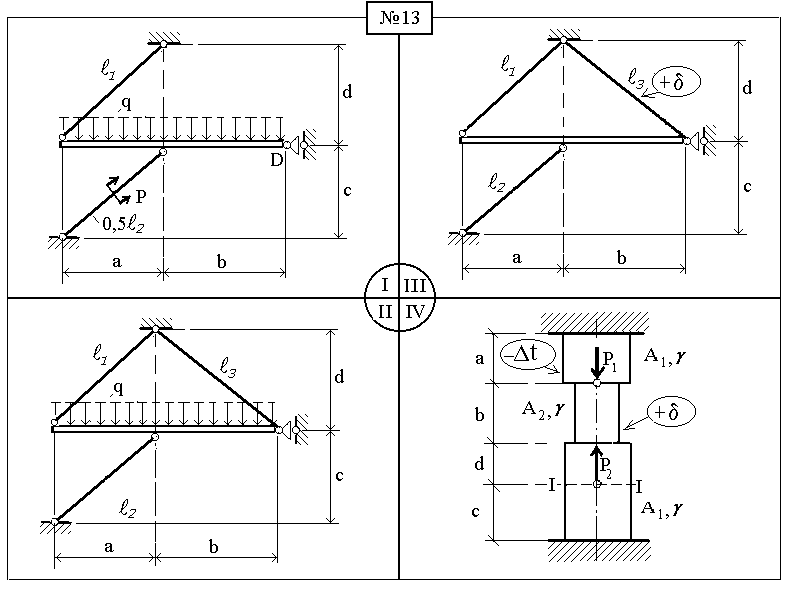 №13
ℓ1
q
d
D
P
c
0,5ℓ2
a
b
ℓ1
ℓ3
+δ
d
ℓ2
c
a
b
I
III
II
IV
ℓ1
ℓ3
q
d
c
ℓ2
a
b
a
−Δt
P1
A1, γ
b
A2, γ
+δ
d
P2
I
I
c
A1, γ